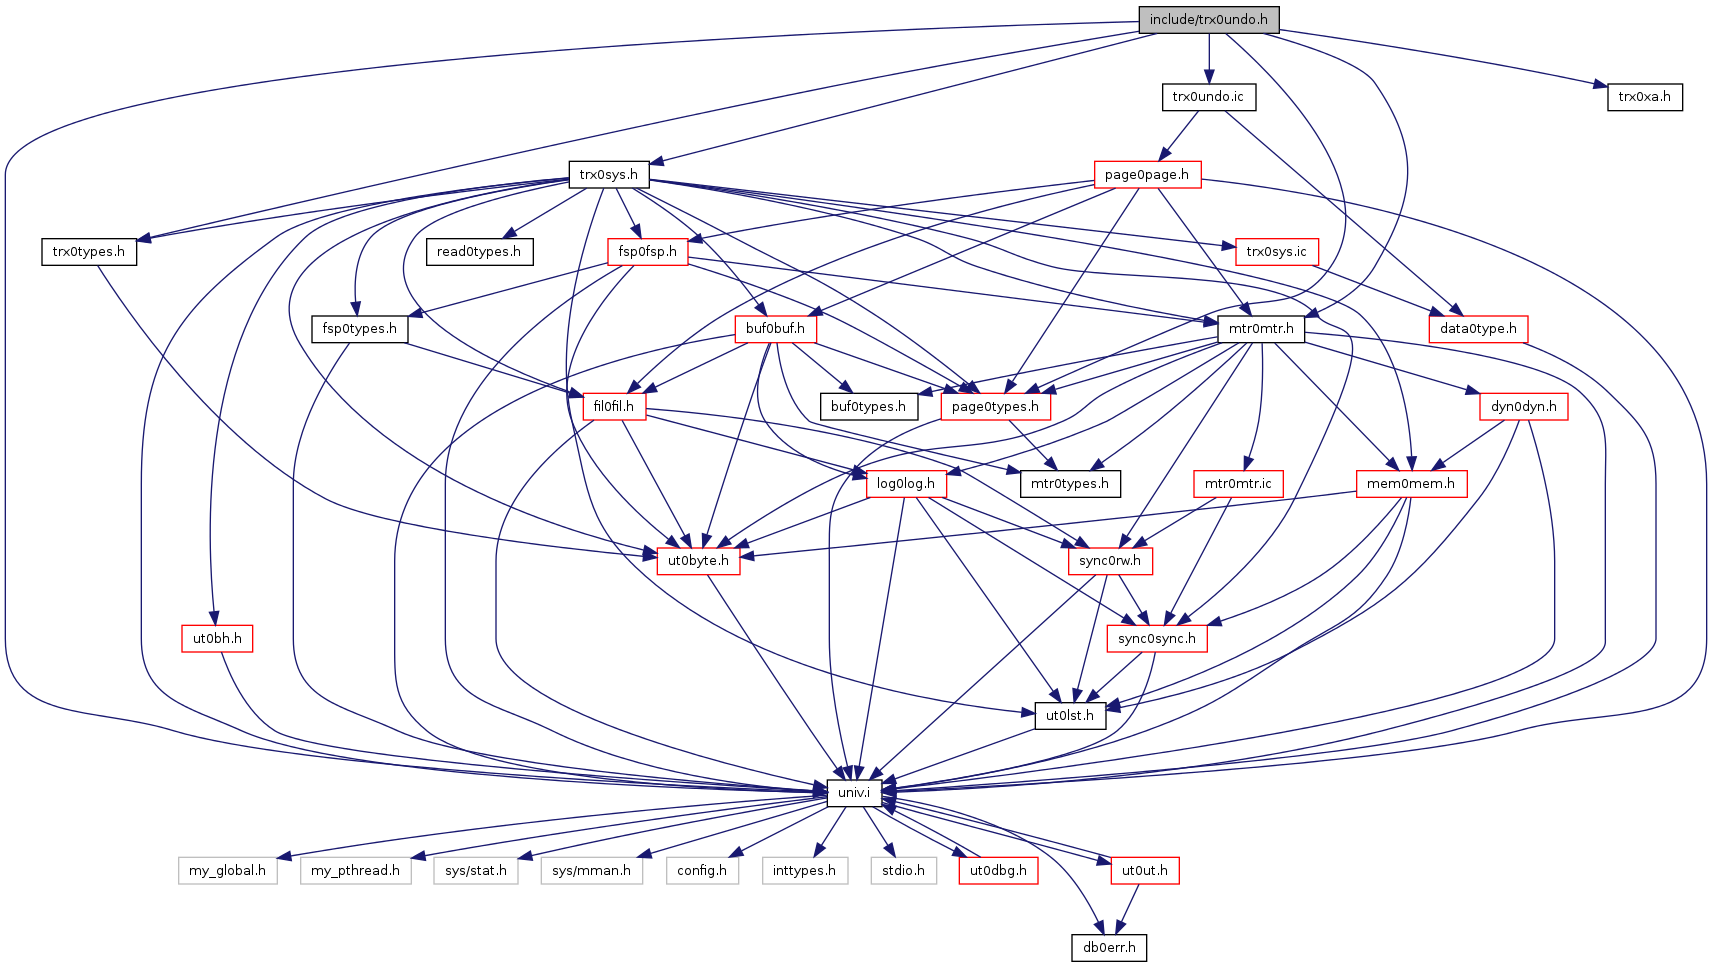 include/trx0undo.h
trx0undo.ic
trx0xa.h
trx0sys.h
page0page.h
trx0types.h
read0types.h
fsp0fsp.h
trx0sys.ic
fsp0types.h
buf0buf.h
mtr0mtr.h
data0type.h
fil0fil.h
buf0types.h
page0types.h
dyn0dyn.h
log0log.h
mtr0types.h
mtr0mtr.ic
mem0mem.h
ut0byte.h
sync0rw.h
ut0bh.h
sync0sync.h
ut0lst.h
univ.i
my_global.h
my_pthread.h
sys/stat.h
sys/mman.h
config.h
inttypes.h
stdio.h
ut0dbg.h
ut0ut.h
db0err.h